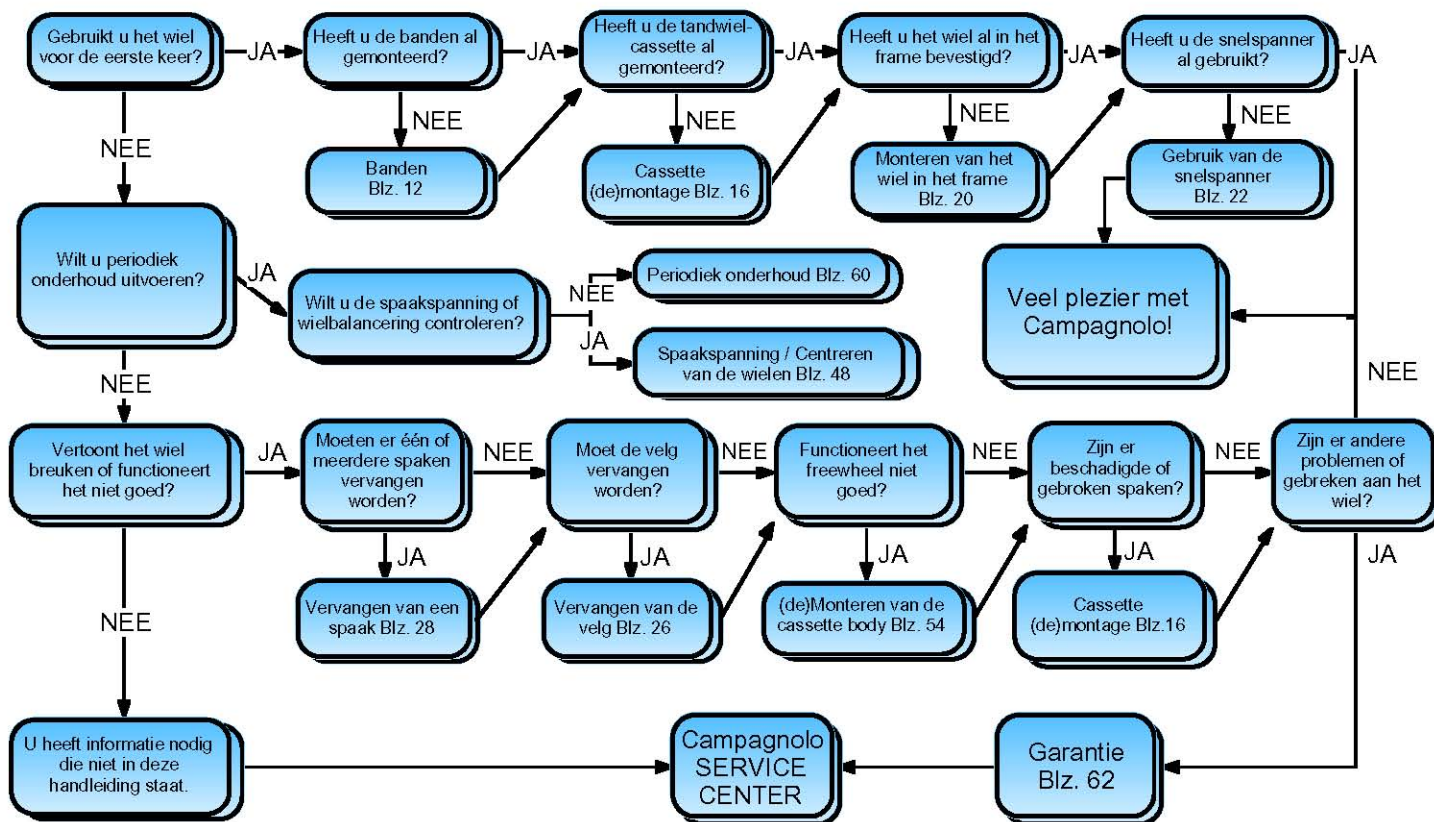 Gebruikt u het wiel
voor de eerste keer?
JA
Heeft u de banden al
gemonteerd?
JA
Heeft u de tandwiel-
cassette al
gemonteerd?
JA
Heeft u het wiel al in het
frame bevestigd?
JA
Heeft u de snelspanner
al gebruikt?
JA
NEE
NEE
NEE
NEE
NEE
Banden
Blz. 12
Cassette
(de)montage Blz. 16
Monteren van het
wiel in het frame
Blz. 20
Gebruik van de
snelspanner
Blz. 22
Wilt u periodiek
onderhoud uitvoeren?
JA
Wilt u de spaakspanning of
wielbalancering controleren?
NEE
Periodiek onderhoud Blz. 60
JA
Spaakspanning / Centreren
van de wielen Blz. 48
Veel plezier met
Campagnolo!
NEE
NEE
Vertoont het wiel
breuken of functioneert
het niet goed?
JA
Moeten er één of
meerdere spaken
vervangen
worden?
NEE
Moet de velg
vervangen
worden?
NEE
Functioneert het
freewheel niet
goed?
NEE
Zijn er
beschadigde of
gebroken spaken?
NEE
Zijn er andere
problemen of
gebreken aan het
wiel?
JA
JA
JA
JA
JA
NEE
Vervangen van een
spaak Blz. 28
Vervangen van de
velg Blz. 26
(de)Monteren van de
cassette body Blz. 54
Cassette
(de)montage Blz.16
U heeft informatie nodig
die niet in deze
handleiding staat.
Campagnolo
SERVICE
CENTER
Garantie
Blz. 62